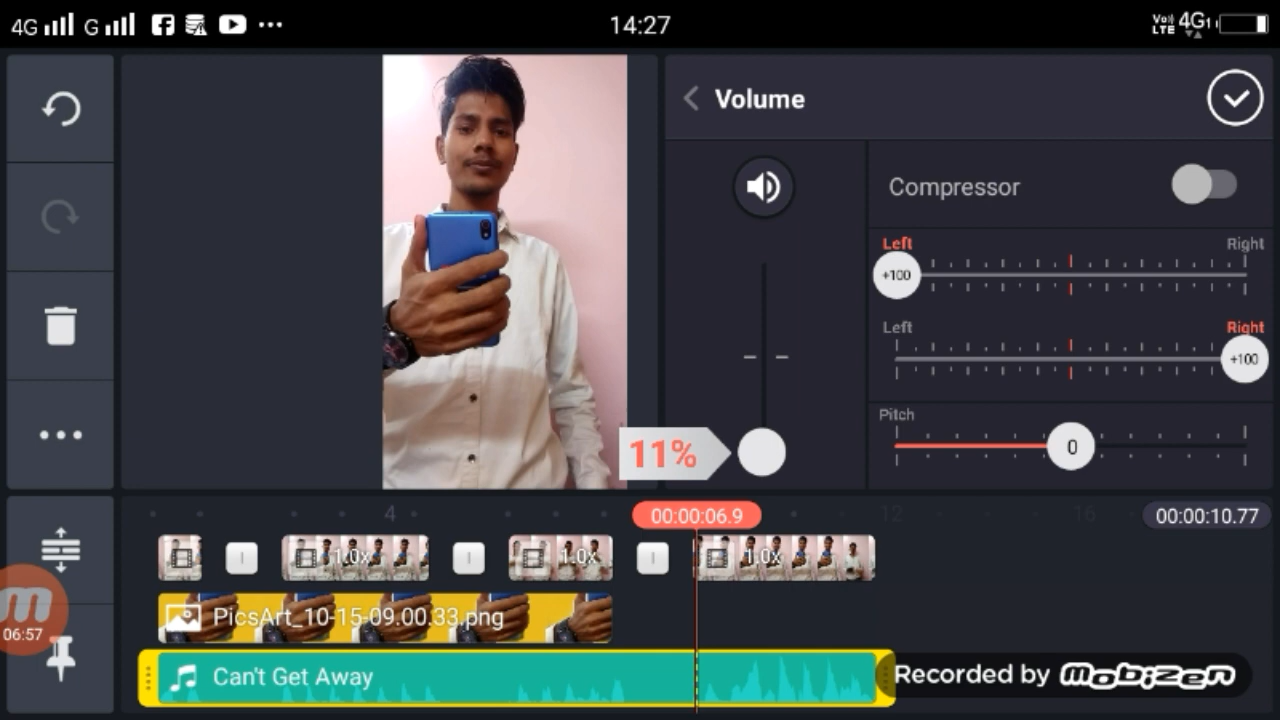 4G G 14:27 VoLTE 4G
Volume
Compressor
Left Right
+100
Left Right
+100
Pitch
0
11%
4 00:00:06.9 12 16 00:00:10.77
1.0x 1.0x 1.0x
PicsArt_10-15-09.00.33.png
06:57
Can't Get Away
Recorded by mobizen